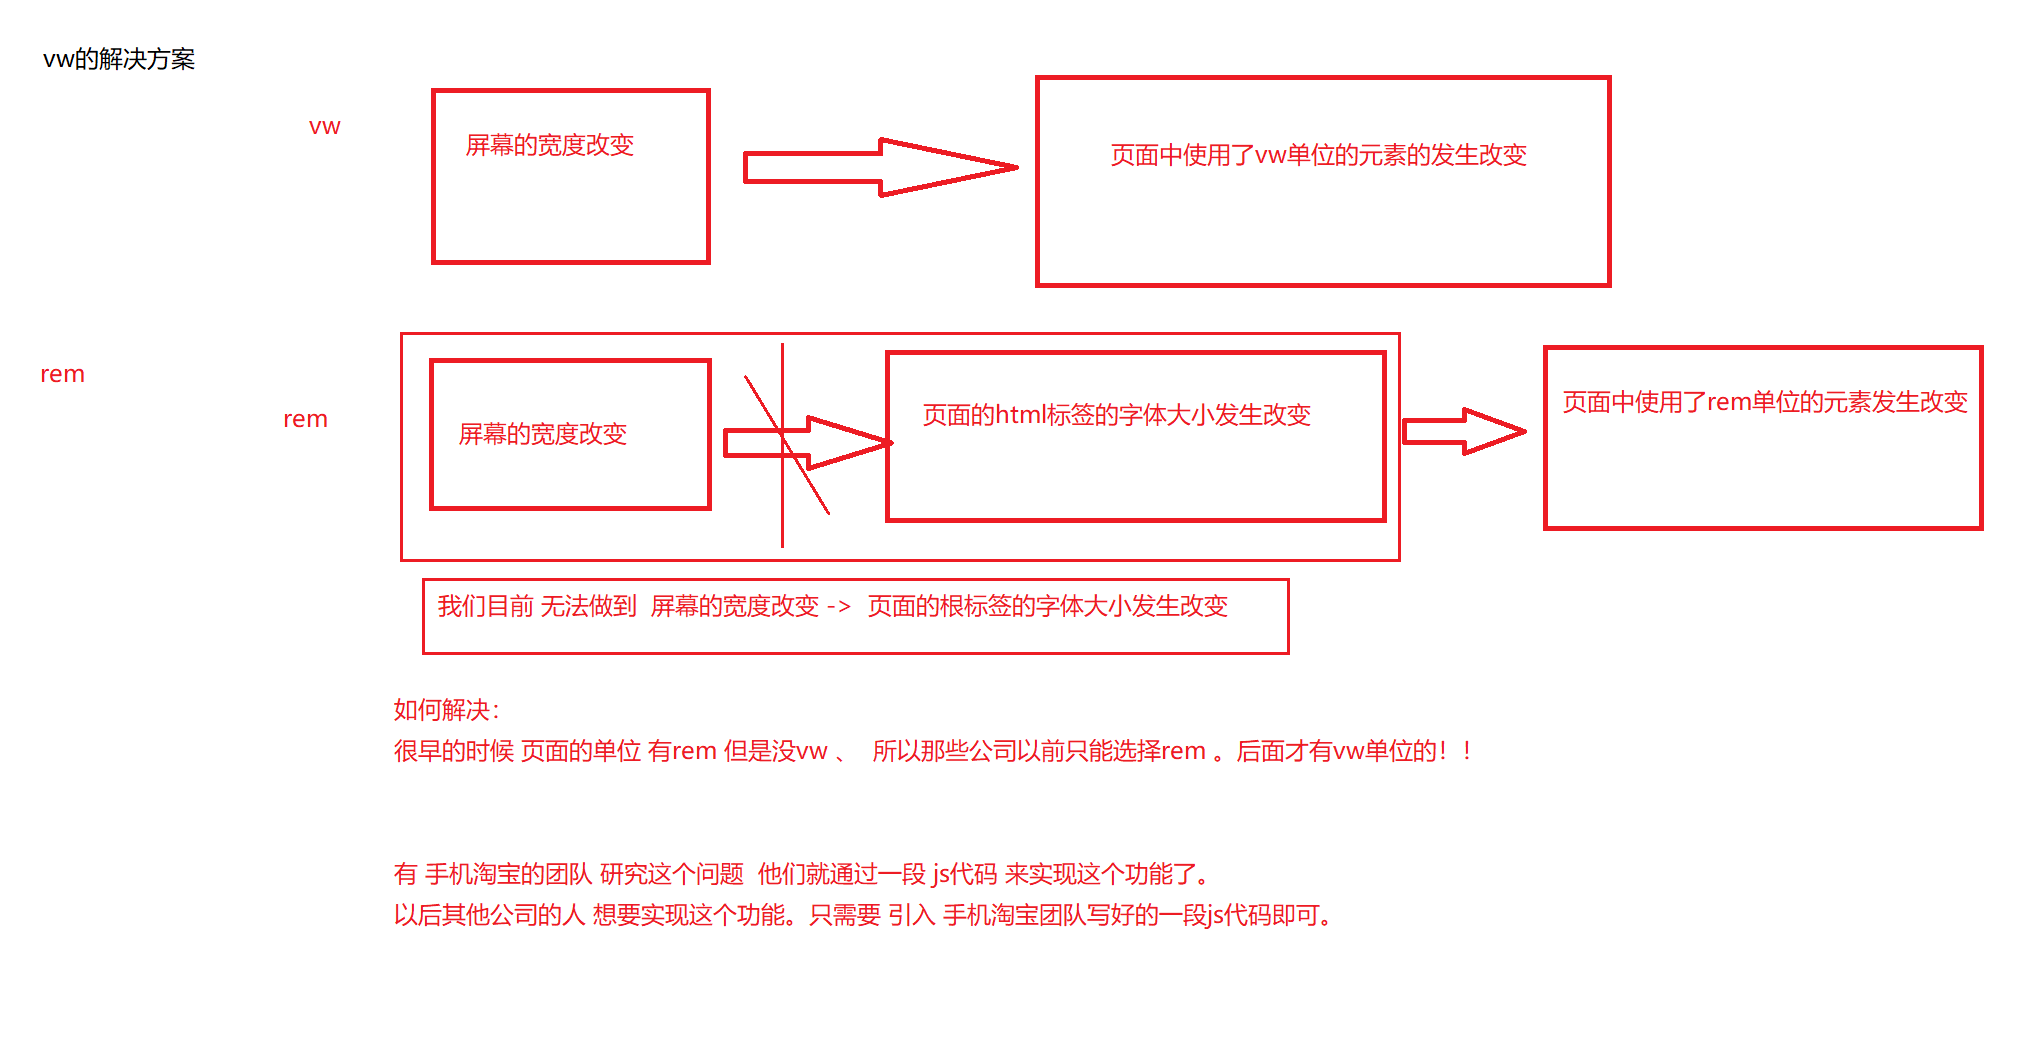 vw的解决方案
vw
屏幕的宽度改变
页面中使用了vw单位的元素的发生改变
rem
rem
屏幕的宽度改变
页面的html标签的字体大小发生改变
页面中使用了rem单位的元素发生改变
我们目前 无法做到 屏幕的宽度改变 -> 页面的根标签的字体大小发生改变
如何解决：
很早的时候 页面的单位 有rem 但是没vw 、 所以那些公司以前只能选择rem 。后面才有vw单位的！！
有 手机淘宝的团队 研究这个问题 他们就通过一段 js代码 来实现这个功能了。
以后其他公司的人 想要实现这个功能。只需要 引入 手机淘宝团队写好的一段js代码即可。